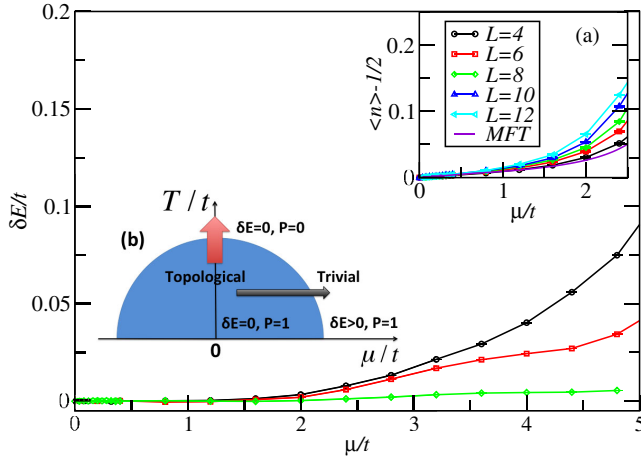 0.2
0.15
0.1
0.05
0
δE/t
0
1
2
3
4
5
μ/t
(a)
<n>-1/2
0.2
0.1
0
0
1
2
μ/t
L=4
L=6
L=8
L=10
L=12
MFT
(b)
T/t
δE=0, P=0
Topological
Trivial
δE=0, P=1
δE>0, P=1
0
μ/t